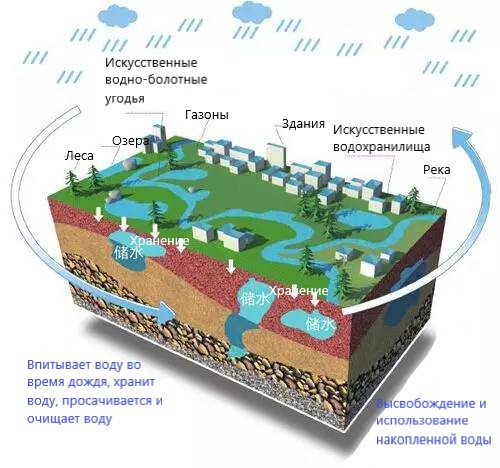 Искусственные
водно-болотные
угодья
Газоны
Здания
Искусственные
водохранилища
Озера
Леса
Река
Хранение
储水
Хранение
储水
储水
Впитывает воду во
время дождя, хранит
воду, просачивается и
очищает воду
Высвобождение и
использование
накопленной воды